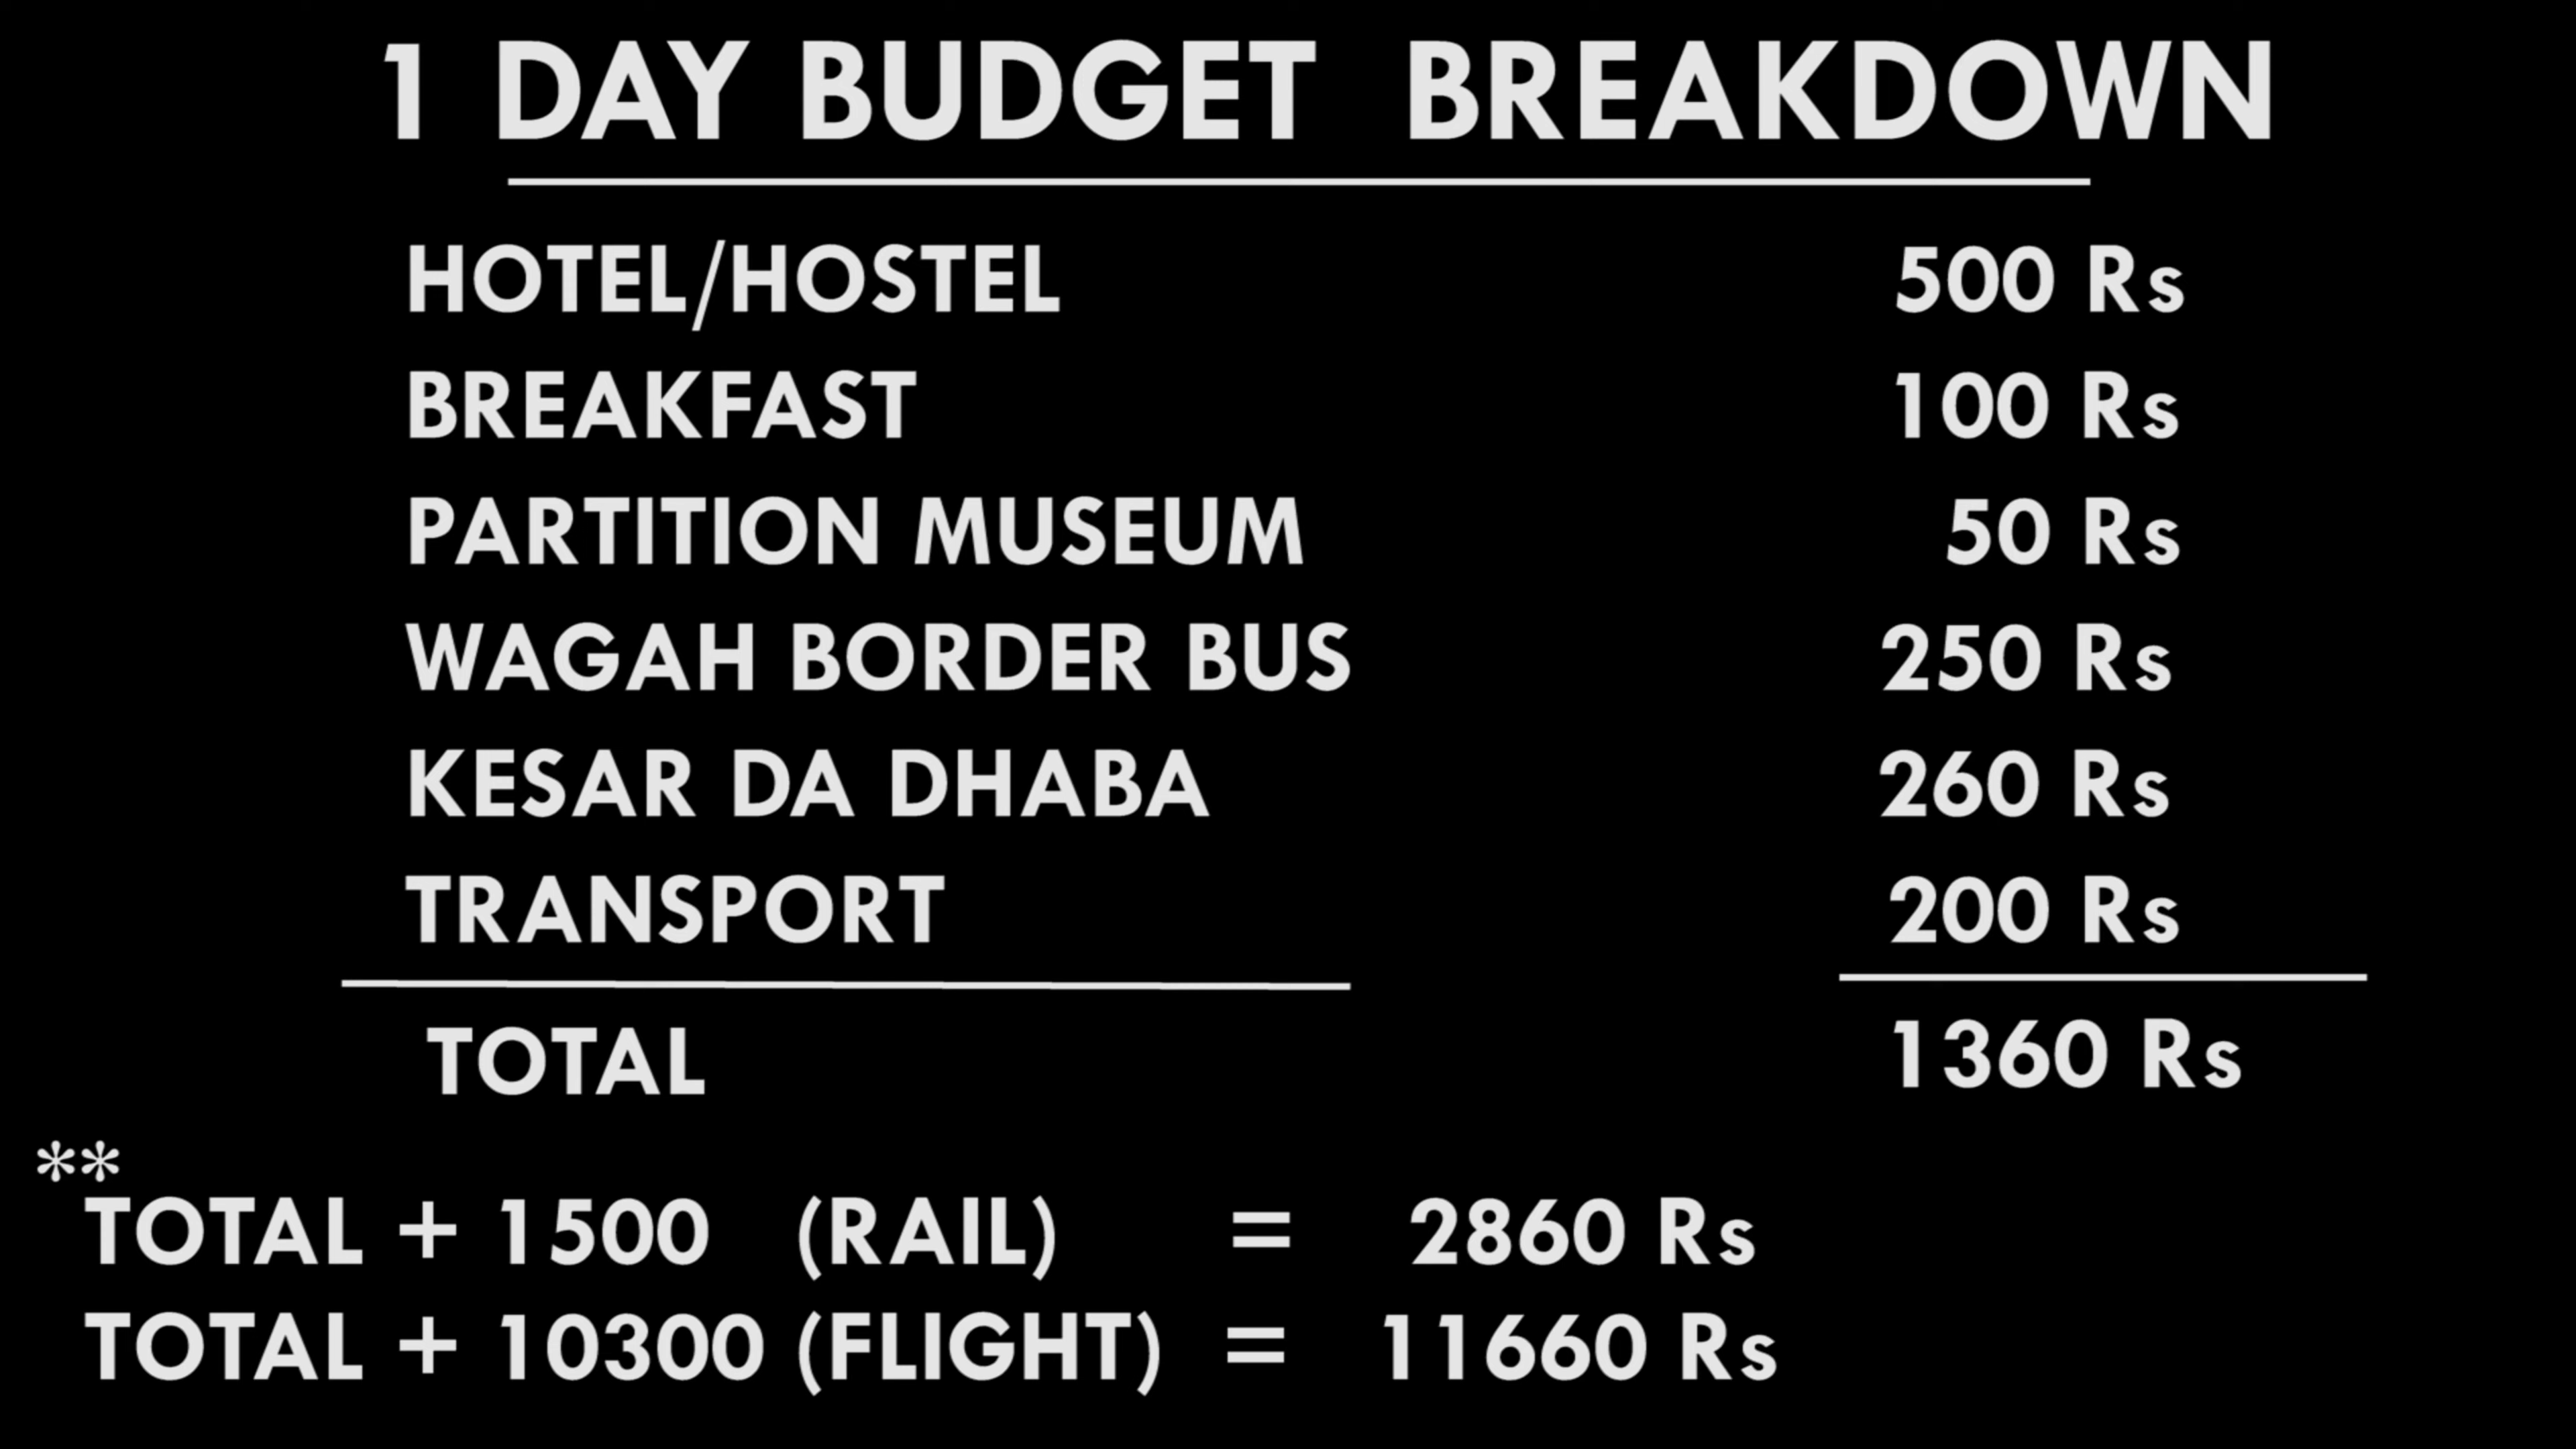 1 DAY BUDGET BREAKDOWN
HOTEL/HOSTEL 500 Rs
BREAKFAST 100 Rs
PARTITION MUSEUM 50 Rs
WAGAH BORDER BUS 250 Rs
KESAR DA DHABA 260 Rs
TRANSPORT 200 Rs
TOTAL 1360 Rs
**
TOTAL + 1500 (RAIL) = 2860 Rs
TOTAL + 10300 (FLIGHT) = 11660 Rs